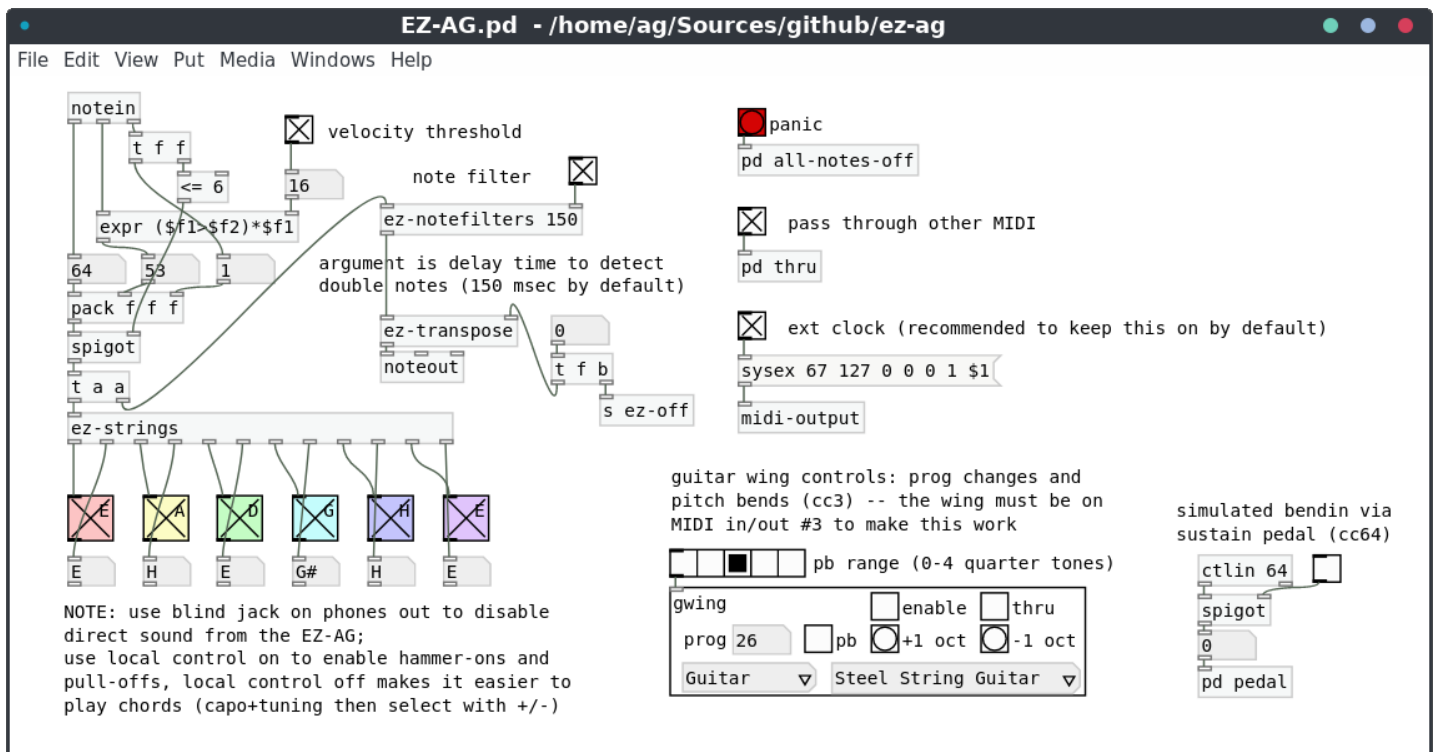 EZ-AG.pd - /home/ag/Sources/github/ez-ag
File Edit View Put Media Windows Help
notein
t f f
<= 6
velocity threshold
16
expr ($f1>$f2)*$f1
64
53
1
pack f f f
spigot
t a a
ez-strings
note filter
ez-notefilters 150
argument is delay time to detect
double notes (150 msec by default)
ez-transpose
noteout
0
t f b
s ez-off
E
A
D
G
H
E
E
H
E
G#
H
E
NOTE: use blind jack on phones out to disable
direct sound from the EZ-AG;
use local control on to enable hammer-ons and
pull-offs, local control off makes it easier to
play chords (capo+tuning then select with +/-)
panic
pd all-notes-off
pass through other MIDI
pd thru
ext clock (recommended to keep this on by default)
sysex 67 127 0 0 0 1 $1
midi-output
guitar wing controls: prog changes and
pitch bends (cc3) -- the wing must be on
MIDI in/out #3 to make this work
pb range (0-4 quarter tones)
gwing
enable
thru
prog 26
pb
+1 oct
-1 oct
Guitar
Steel String Guitar
simulated bendin via
sustain pedal (cc64)
ctlin 64
spigot
0
pd pedal